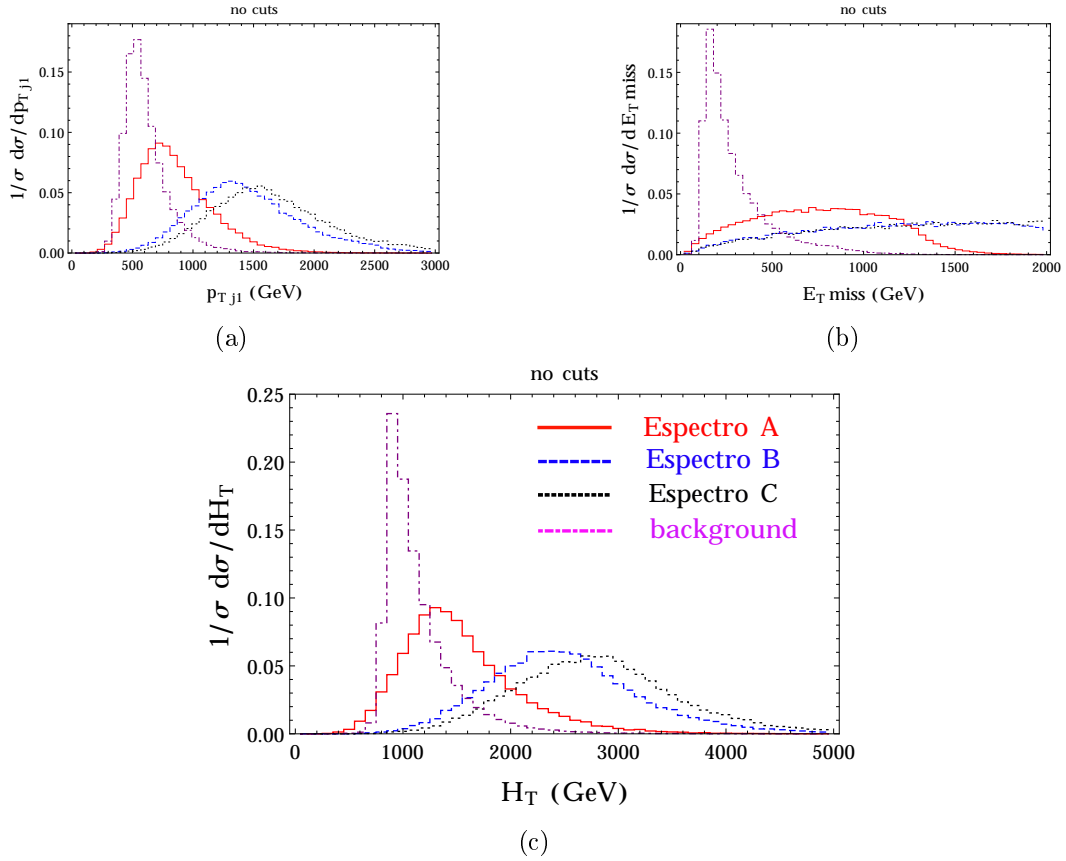 no cuts
1/σ dσ/dp_{T j1}
0.15
0.10
0.05
0.00
0 500 1000 1500 2000 2500 3000
p_{T j1} (GeV)
(a)
no cuts
1/σ dσ/d E_T miss
0.15
0.10
0.05
0.00
0 500 1000 1500 2000
E_T miss (GeV)
(b)
no cuts
1/σ dσ/dH_T
0.25
0.20
0.15
0.10
0.05
0.00
Espectro A
Espectro B
Espectro C
background
0 1000 2000 3000 4000 5000
H_T (GeV)
(c)